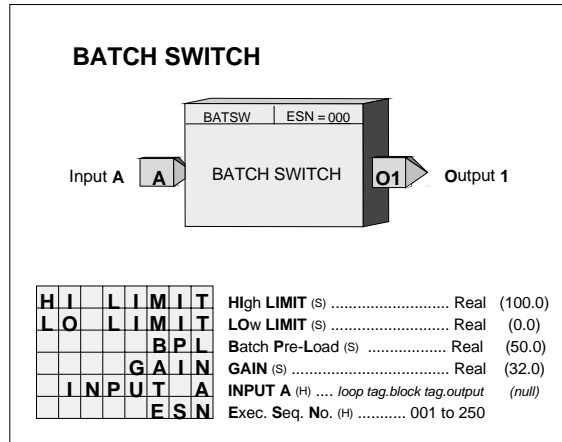 BATCH SWITCH
BATSW ESN = 000
Input A A BATCH SWITCH O1 Output 1
HI LIMIT HIgh LIMIT (S) ............................ Real (100.0)
LO LIMIT LOw LIMIT (S) ............................. Real (0.0)
BPL Batch Pre-Load (S) ................... Real (50.0)
GAIN GAIN (S) ....................................... Real (32.0)
INPUT A INPUT A (H) .... loop tag.block tag.output (null)
ESN Exec. Seq. No. (H) ........... 001 to 250